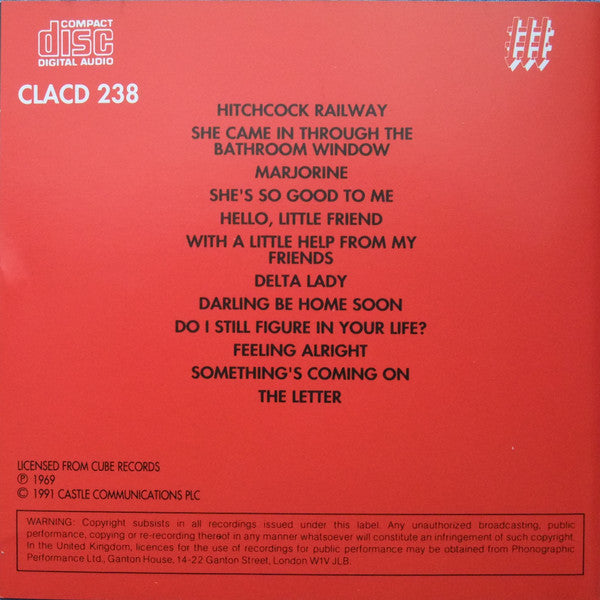 COMPACT
disc
DIGITAL AUDIO
CLACD 238
HITCHCOCK RAILWAY
SHE CAME IN THROUGH THE
BATHROOM WINDOW
MARJORINE
SHE'S SO GOOD TO ME
HELLO, LITTLE FRIEND
WITH A LITTLE HELP FROM MY
FRIENDS
DELTA LADY
DARLING BE HOME SOON
DO I STILL FIGURE IN YOUR LIFE?
FEELING ALRIGHT
SOMETHING'S COMING ON
THE LETTER
LICENSED FROM CUBE RECORDS
℗ 1969
© 1991 CASTLE COMMUNICATIONS PLC
WARNING: Copyright subsists in all recordings issued under this label. Any unauthorized broadcasting, public
performance, copying or re-recording thereof in any manner whatsoever will constitute an infringement of such copyright.
In the United Kingdom, licences for the use of recordings for public performance may be obtained from Phonographic
Performance Ltd., Ganton House, 14-22 Ganton Street, London W1V JLB.